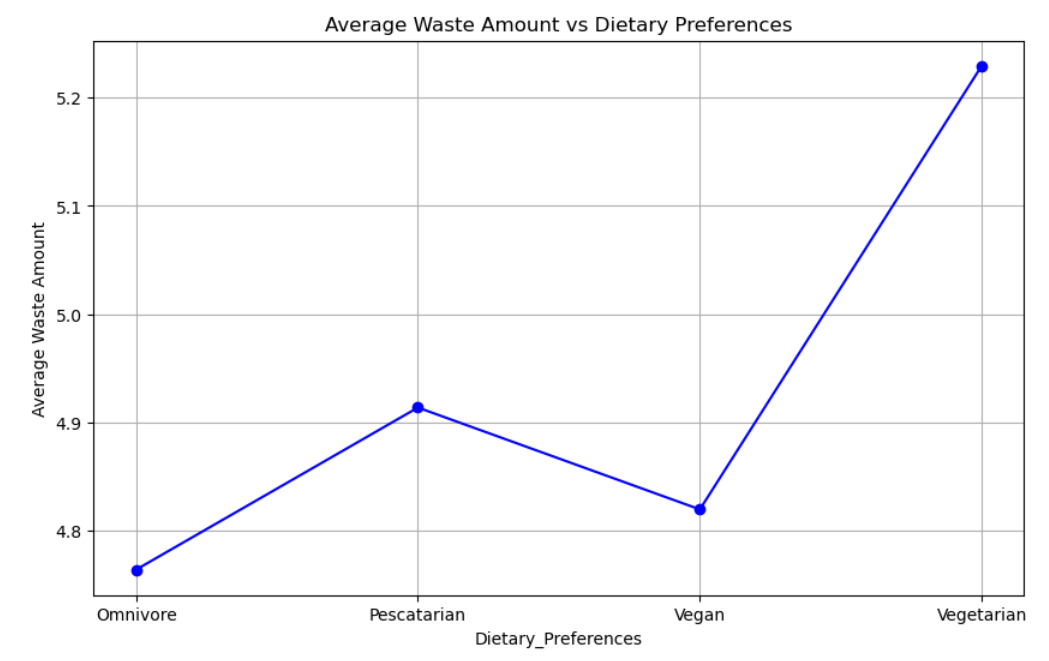 Average Waste Amount vs Dietary Preferences
Average Waste Amount
5.2
5.1
5.0
4.9
4.8
Omnivore Pescatarian Vegan Vegetarian
Dietary_Preferences